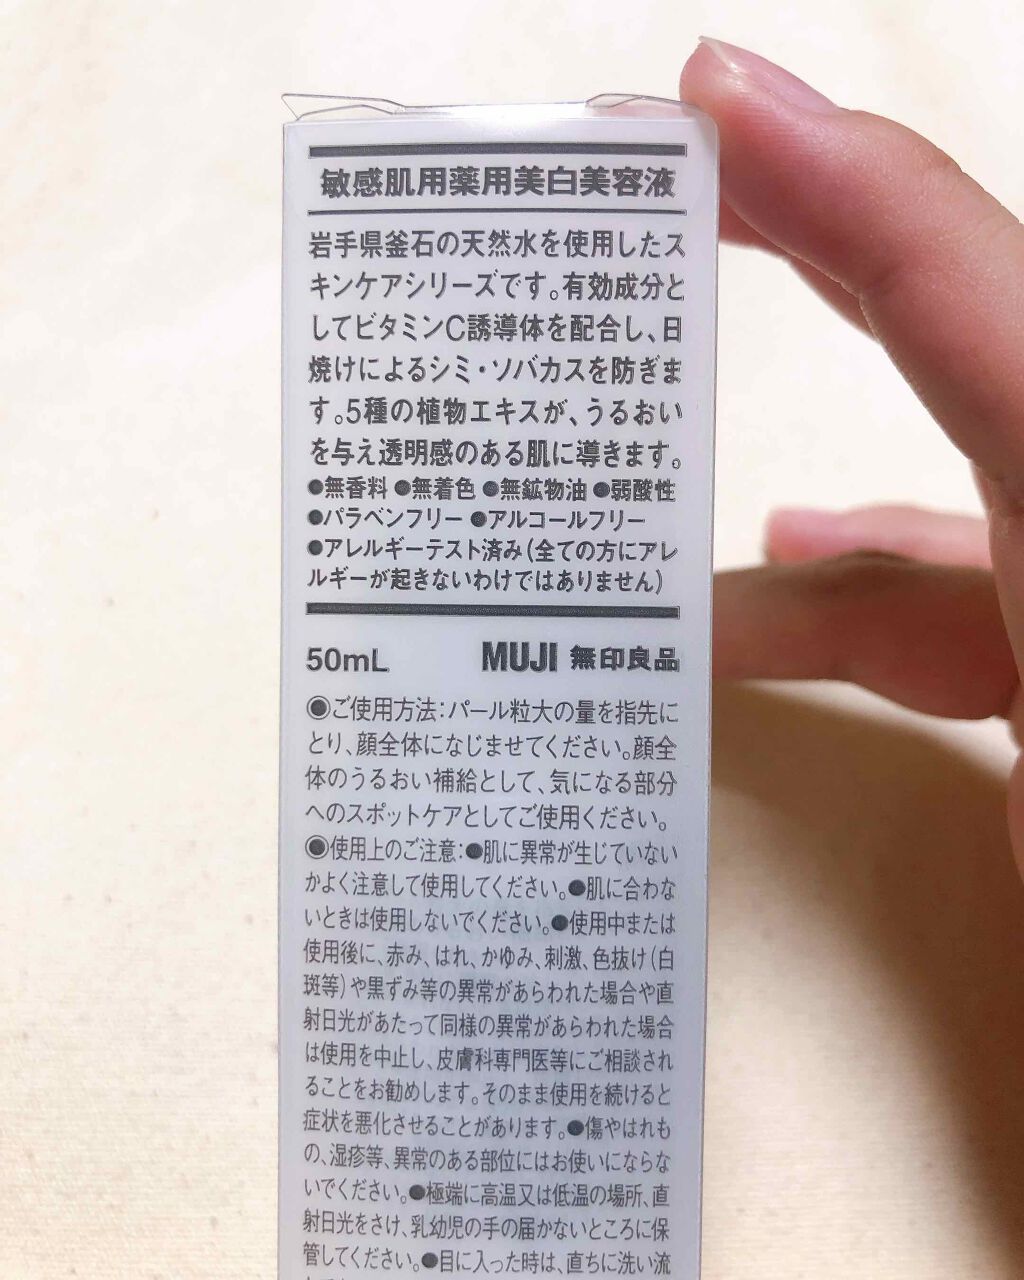 敏感肌用薬用美白美容液
岩手県釜石の天然水を使用したス
キンケアシリーズです。有効成分と
してビタミンC誘導体を配合し、日
焼けによるシミ・ソバカスを防ぎま
す。5種の植物エキスが、うるおい
を与え透明感のある肌に導きます。
●無香料 ●無着色 ●無鉱物油 ●弱酸性
●パラベンフリー ●アルコールフリー
●アレルギーテスト済み(全ての方にアレ
ルギーが起きないわけではありません)
50mL MUJI 無印良品
◉ご使用方法:パール粒大の量を指先に
とり、顔全体になじませてください。顔全
体のうるおい補給として、気になる部分
へのスポットケアとしてご使用ください。
◉使用上のご注意:●肌に異常が生じていない
かよく注意して使用してください。●肌に合わな
いときは使用しないでください。●使用中または
使用後に、赤み、はれ、かゆみ、刺激、色抜け(白
斑等)や黒ずみ等の異常があらわれた場合や直
射日光があたって同様の異常があらわれた場合
は使用を中止し、皮膚科専門医等にご相談され
ることをお勧めします。そのまま使用を続けると
症状を悪化させることがあります。●傷やはれも
の、湿疹等、異常のある部位にはお使いにならな
いでください。●極端に高温又は低温の場所、直
射日光をさけ、乳幼児の手の届かないところに保
管してください。●目に入った時は、直ちに洗い流